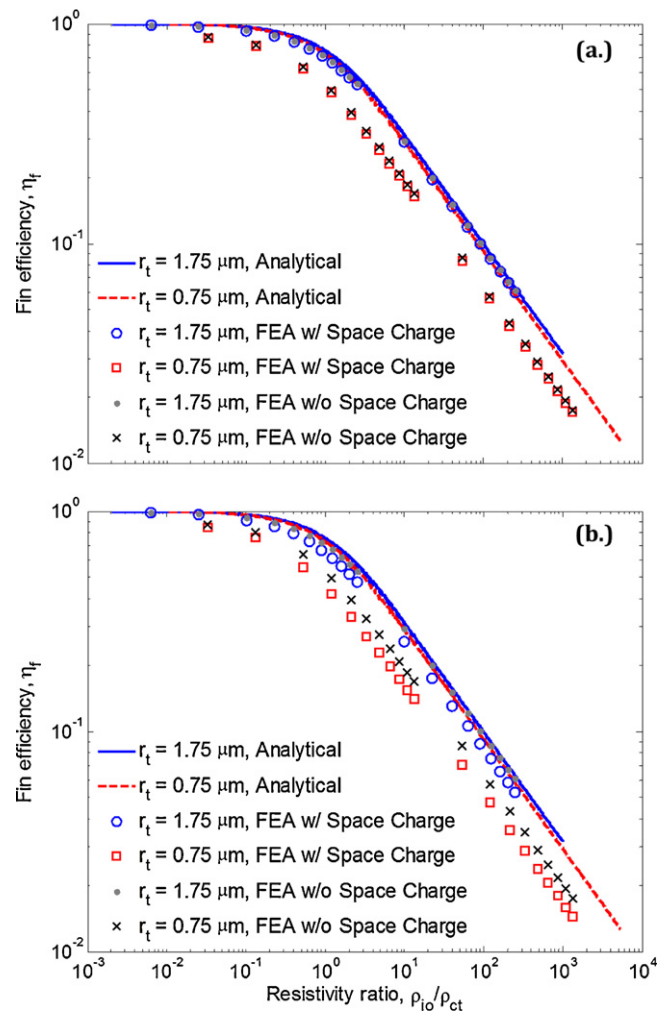 (a.)
10⁰
10⁻¹
10⁻²
Fin efficiency, η_f
r_t = 1.75 μm, Analytical
r_t = 0.75 μm, Analytical
r_t = 1.75 μm, FEA w/ Space Charge
r_t = 0.75 μm, FEA w/ Space Charge
r_t = 1.75 μm, FEA w/o Space Charge
r_t = 0.75 μm, FEA w/o Space Charge
(b.)
10⁰
10⁻¹
10⁻²
Fin efficiency, η_f
r_t = 1.75 μm, Analytical
r_t = 0.75 μm, Analytical
r_t = 1.75 μm, FEA w/ Space Charge
r_t = 0.75 μm, FEA w/ Space Charge
r_t = 1.75 μm, FEA w/o Space Charge
r_t = 0.75 μm, FEA w/o Space Charge
10⁻³ 10⁻² 10⁻¹ 10⁰ 10¹ 10² 10³ 10⁴
Resistivity ratio, ρ_io/ρ_ct